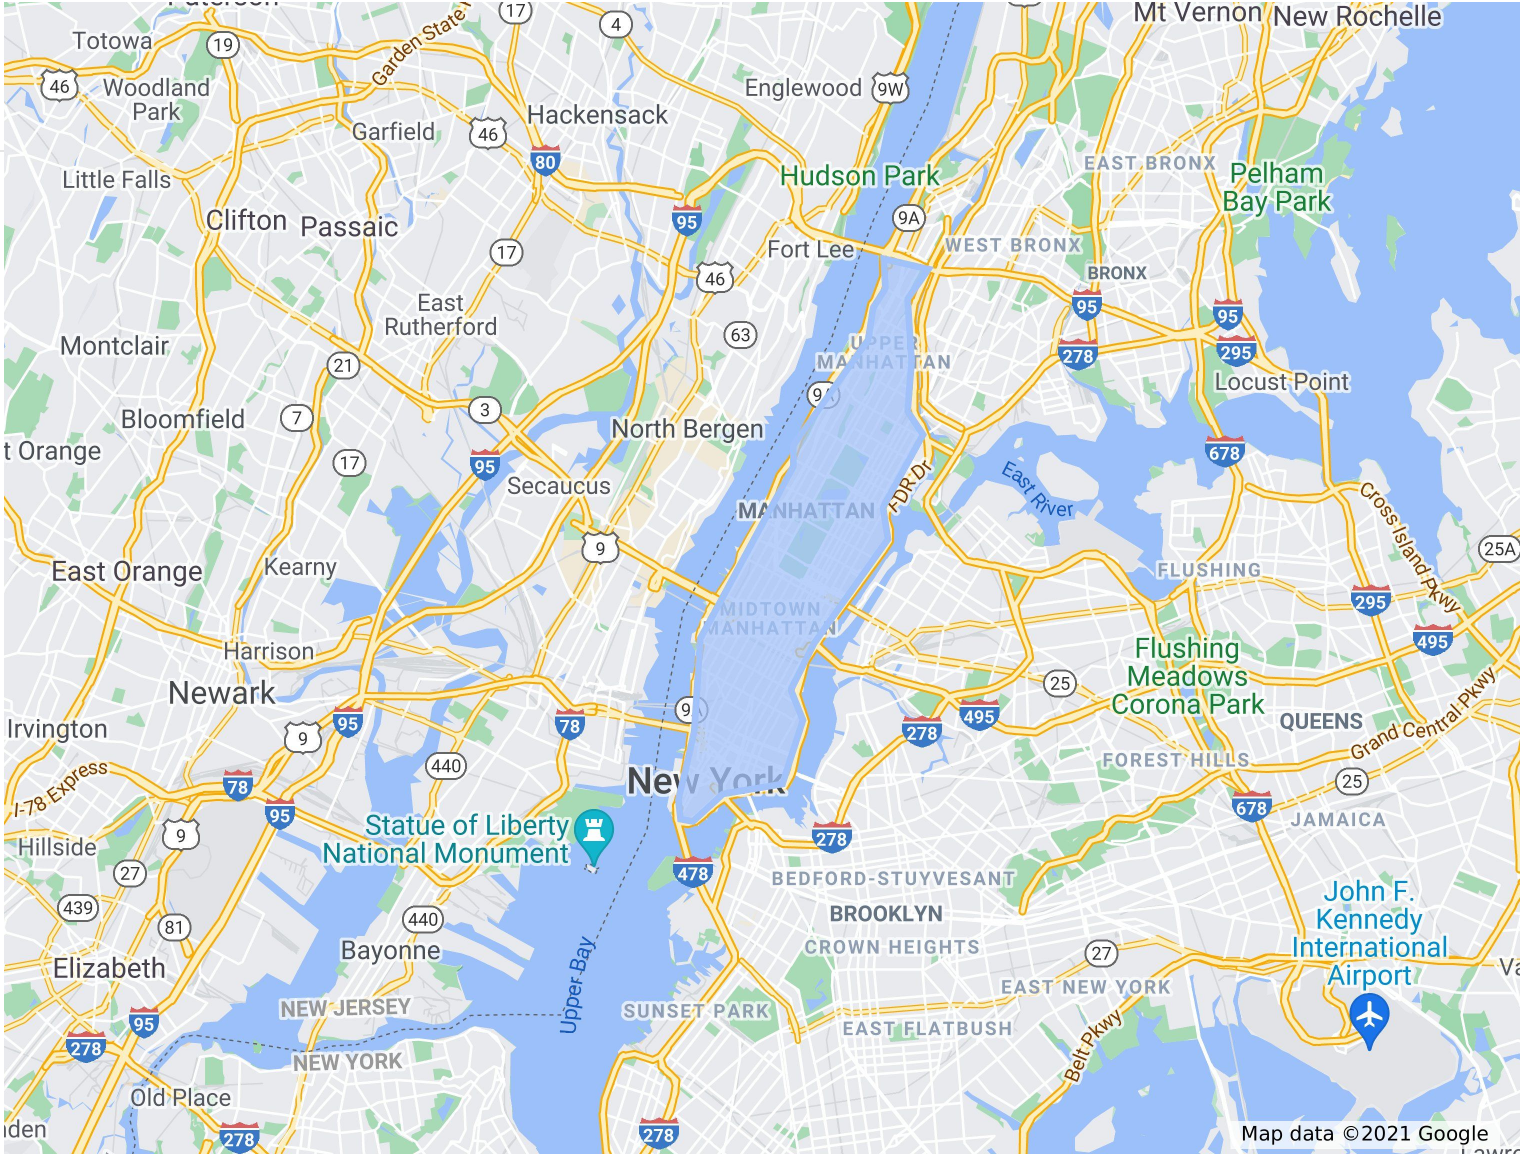 Totowa
19
17
4
Garden State
Mt Vernon
New Rochelle
46
Woodland
Park
Garfield
46
Hackensack
Englewood
9W
80
EAST BRONX
Little Falls
Hudson Park
Pelham
Bay Park
Clifton
Passaic
95
9A
17
Fort Lee
WEST BRONX
46
BRONX
East
Rutherford
63
95
95
Montclair
21
UPPER
MANHATTAN
278
295
Locust Point
Bloomfield
7
3
9A
North Bergen
t Orange
17
95
678
Secaucus
FDR Dr
East River
MANHATTAN
Cross Island Pkwy
9
25A
East Orange
Kearny
FLUSHING
MIDTOWN
MANHATTAN
295
495
Harrison
Flushing
Meadows
Corona Park
Newark
25
Irvington
9
95
78
9A
278
495
QUEENS
Grand Central Pkwy
I-78 Express
78
440
New York
FOREST HILLS
25
95
9
Statue of Liberty
National Monument
278
678
JAMAICA
Hillside
27
478
BEDFORD-STUYVESANT
439
81
440
BROOKLYN
John F.
Kennedy
International
Airport
Bayonne
CROWN HEIGHTS
27
Elizabeth
Upper Bay
EAST NEW YORK
NEW JERSEY
SUNSET PARK
EAST FLATBUSH
95
278
NEW YORK
Belt Pkwy
Old Place
278
278
Map data ©2021 Google